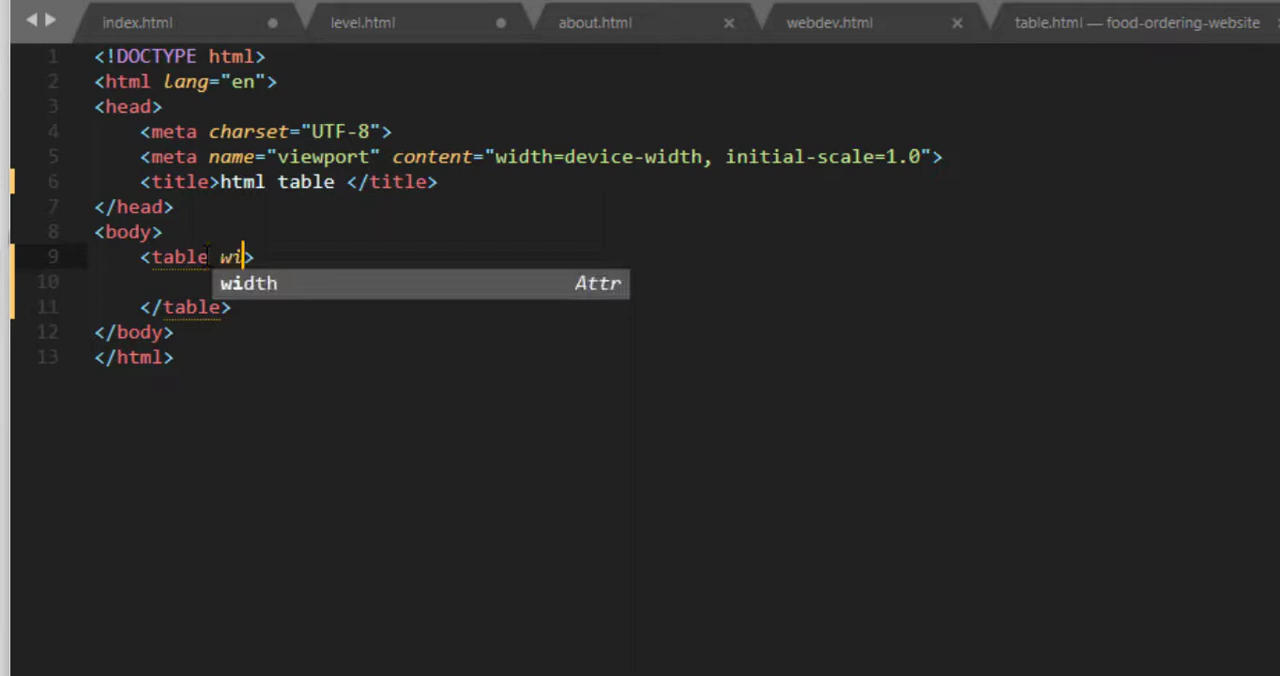 index.html level.html about.html webdev.html table.html — food-ordering-website
1 <!DOCTYPE html>
2 <html lang="en">
3 <head>
4 <meta charset="UTF-8">
5 <meta name="viewport" content="width=device-width, initial-scale=1.0">
6 <title>html table </title>
7 </head>
8 <body>
9 <table wi>
10 width Attr
11 </table>
12 </body>
13 </html>